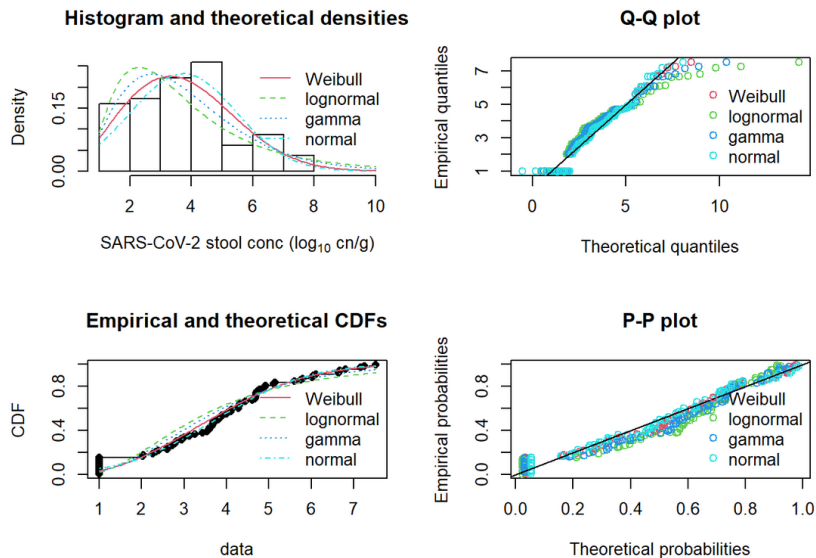 Histogram and theoretical densities
Density
0.00
0.15
Weibull
lognormal
gamma
normal
2 4 6 8 10
SARS-CoV-2 stool conc (log10 cn/g)
Q-Q plot
Empirical quantiles
1 3 5 7
Weibull
lognormal
gamma
normal
0 5 10
Theoretical quantiles
Empirical and theoretical CDFs
CDF
0.0 0.4 0.8
Weibull
lognormal
gamma
normal
1 2 3 4 5 6 7
data
P-P plot
Empirical probabilities
0.0 0.4 0.8
Weibull
lognormal
gamma
normal
0.0 0.2 0.4 0.6 0.8 1.0
Theoretical probabilities